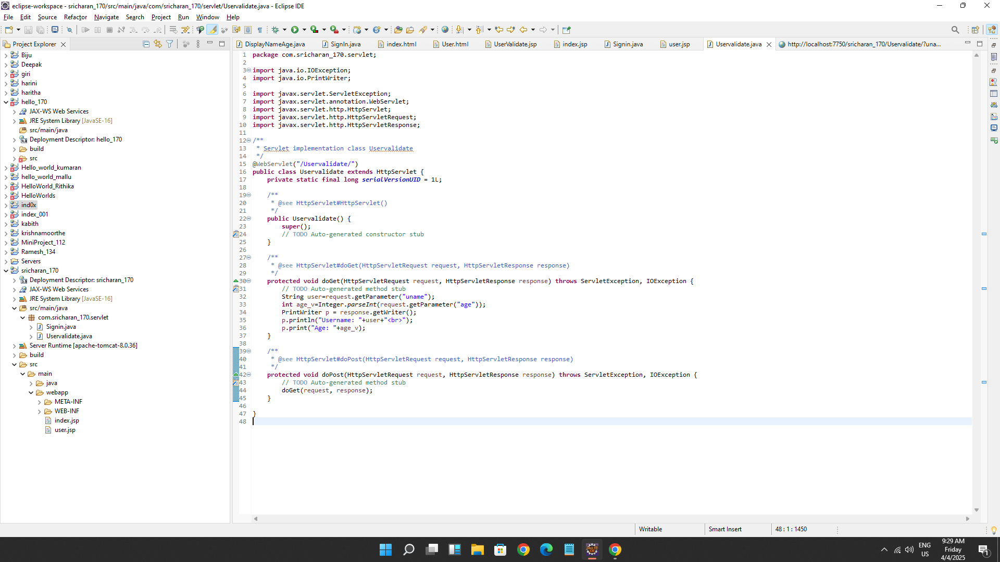 eclipse-workspace - sricharan_170/src/main/java/com/sricharan_170/servlet/Uservalidate.java - Eclipse IDE
File Edit Source Refactor Navigate Search Project Run Window Help
Project Explorer
Biju
Deepak
giri
harini
haritha
hello_170
JAX-WS Web Services
JRE System Library [JavaSE-16]
src/main/java
Deployment Descriptor: hello_170
build
src
Hello_world_kumaran
hello_world_mallu
HelloWorld_Rithika
HelloWorlds
ind0x
index_001
kabith
krishnamoorthe
MiniProject_112
Ramesh_134
Servers
sricharan_170
Deployment Descriptor: sricharan_170
JAX-WS Web Services
JRE System Library [JavaSE-16]
src/main/java
com.sricharan_170.servlet
Signin.java
Uservalidate.java
Server Runtime [apache-tomcat-8.0.36]
build
src
main
java
webapp
META-INF
WEB-INF
index.jsp
user.jsp
DisplayNameAge.java SignIn.java index.html User.html UserValidate.jsp index.jsp Signin.java user.jsp Uservalidate.java http://localhost:7750/sricharan_170/Uservalidate/?una...
1 package com.sricharan_170.servlet;
2
3 import java.io.IOException;
4 import java.io.PrintWriter;
5
6 import javax.servlet.ServletException;
7 import javax.servlet.annotation.WebServlet;
8 import javax.servlet.http.HttpServlet;
9 import javax.servlet.http.HttpServletRequest;
10 import javax.servlet.http.HttpServletResponse;
11
12 /**
13 * Servlet implementation class Uservalidate
14 */
15 @WebServlet("/Uservalidate/")
16 public class Uservalidate extends HttpServlet {
17 private static final long serialVersionUID = 1L;
18
19 /**
20 * @see HttpServlet#HttpServlet()
21 */
22 public Uservalidate() {
23 super();
24 // TODO Auto-generated constructor stub
25 }
26
27 /**
28 * @see HttpServlet#doGet(HttpServletRequest request, HttpServletResponse response)
29 */
30 protected void doGet(HttpServletRequest request, HttpServletResponse response) throws ServletException, IOException {
31 // TODO Auto-generated method stub
32 String user=request.getParameter("uname");
33 int age_v=Integer.parseInt(request.getParameter("age"));
34 PrintWriter p = response.getWriter();
35 p.println("Username: "+user+"<br>");
36 p.print("Age: "+age_v);
37 }
38
39 /**
40 * @see HttpServlet#doPost(HttpServletRequest request, HttpServletResponse response)
41 */
42 protected void doPost(HttpServletRequest request, HttpServletResponse response) throws ServletException, IOException {
43 // TODO Auto-generated method stub
44 doGet(request, response);
45 }
46
47 }
48
Writable Smart Insert 48 : 1 : 1450
ENG
US
9:29 AM
Friday
4/4/2025
1